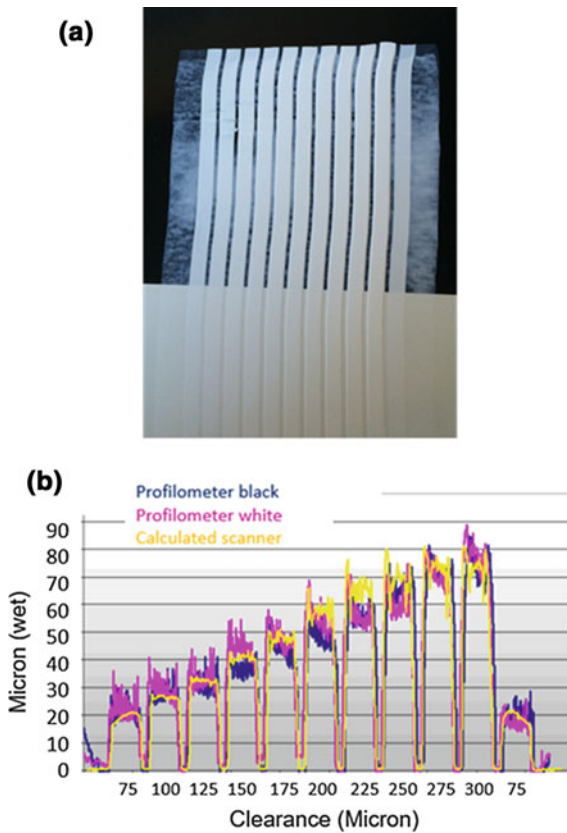 (a)
(b)
Profilometer black
Profilometer white
Calculated scanner
Micron (wet)
90
80
70
60
50
40
30
20
10
0
75 100 125 150 175 200 225 250 275 300 75
Clearance (Micron)